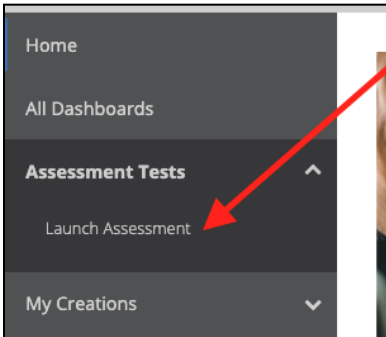 Home
All Dashboards
Assessment Tests
Launch Assessment
My Creations